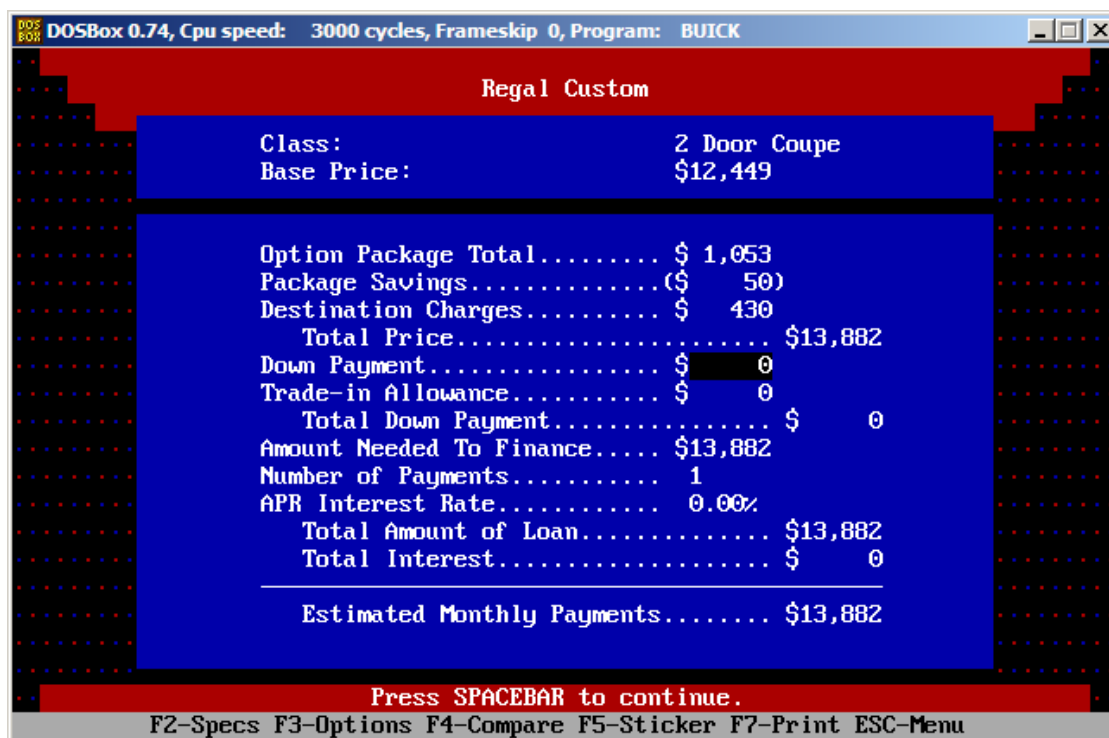 DOS BOX DOSBox 0.74, Cpu speed: 3000 cycles, Frameskip 0, Program: BUICK
Regal Custom
Class: 2 Door Coupe
Base Price: $12,449
Option Package Total......... $ 1,053
Package Savings..............($ 50)
Destination Charges.......... $ 430
Total Price....................... $13,882
Down Payment................. $ 0
Trade-in Allowance........... $ 0
Total Down Payment................ $ 0
Amount Needed To Finance..... $13,882
Number of Payments........... 1
APR Interest Rate............ 0.00%
Total Amount of Loan.............. $13,882
Total Interest.................... $ 0
Estimated Monthly Payments........ $13,882
Press SPACEBAR to continue.
F2-Specs F3-Options F4-Compare F5-Sticker F7-Print ESC-Menu